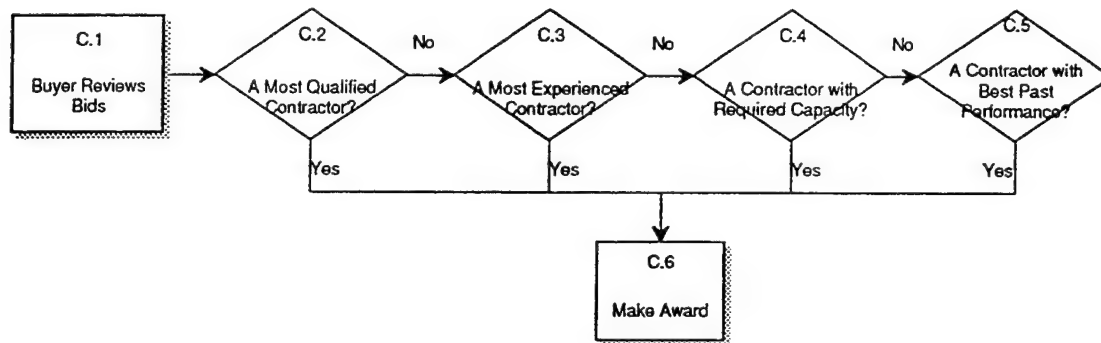 C.1
Buyer Reviews
Bids
C.2
A Most Qualified
Contractor?
No
C.3
A Most Experienced
Contractor?
No
C.4
A Contractor with
Required Capacity?
No
C.5
A Contractor with
Best Past
Performance?
Yes
Yes
Yes
Yes
C.6
Make Award